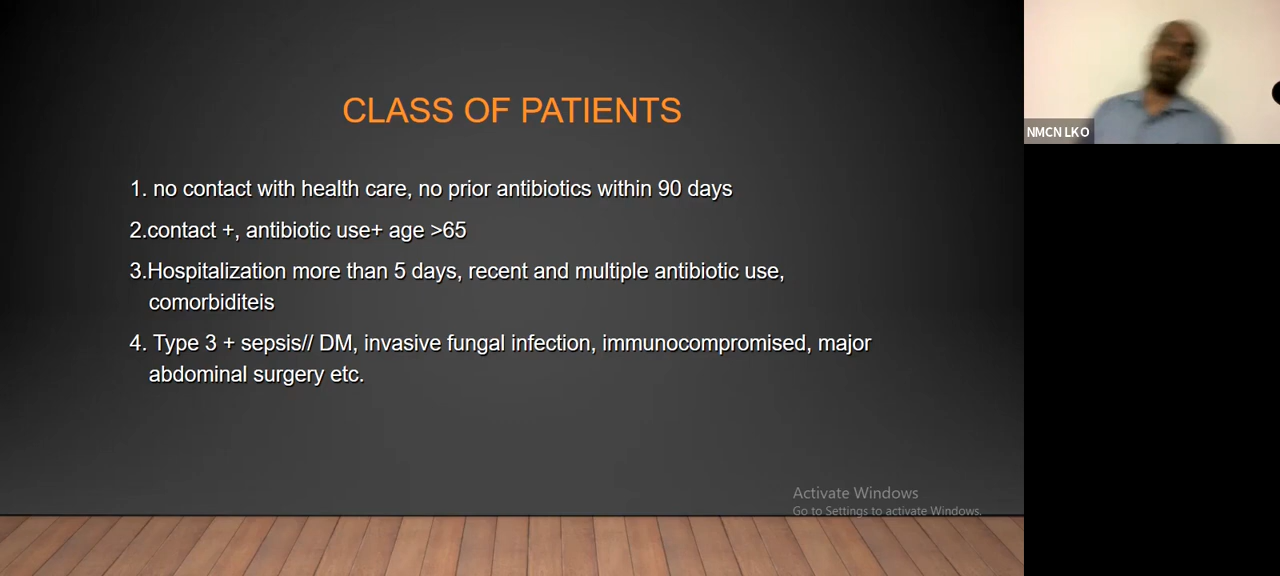 CLASS OF PATIENTS
1. no contact with health care, no prior antibiotics within 90 days
2.contact +, antibiotic use+ age >65
3.Hospitalization more than 5 days, recent and multiple antibiotic use,
comorbiditeis
4. Type 3 + sepsis// DM, invasive fungal infection, immunocompromised, major
abdominal surgery etc.
Activate Windows
Go to Settings to activate Windows.
NMCN LKO